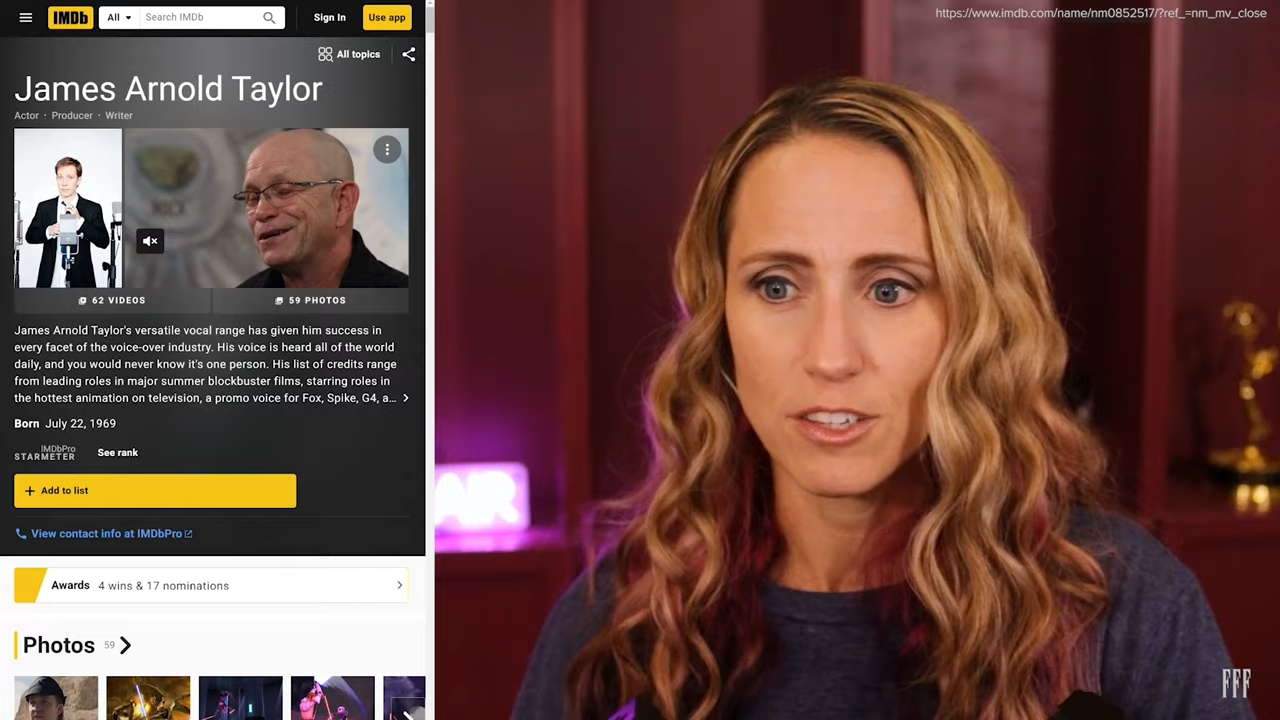 https://www.imdb.com/name/nm0852517/?ref_=nm_mv_close
IMDb All Search IMDb Sign In Use app
All topics
James Arnold Taylor
Actor · Producer · Writer
62 VIDEOS 59 PHOTOS
James Arnold Taylor's versatile vocal range has given him success in
every facet of the voice-over industry. His voice is heard all of the world
daily, and you would never know it's one person. His list of credits range
from leading roles in major summer blockbuster films, starring roles in
the hottest animation on television, a promo voice for Fox, Spike, G4, a...
Born July 22, 1969
IMDbPro
STARMETER See rank
+ Add to list
View contact info at IMDbPro
Awards 4 wins & 17 nominations
Photos 59
AR
FFF